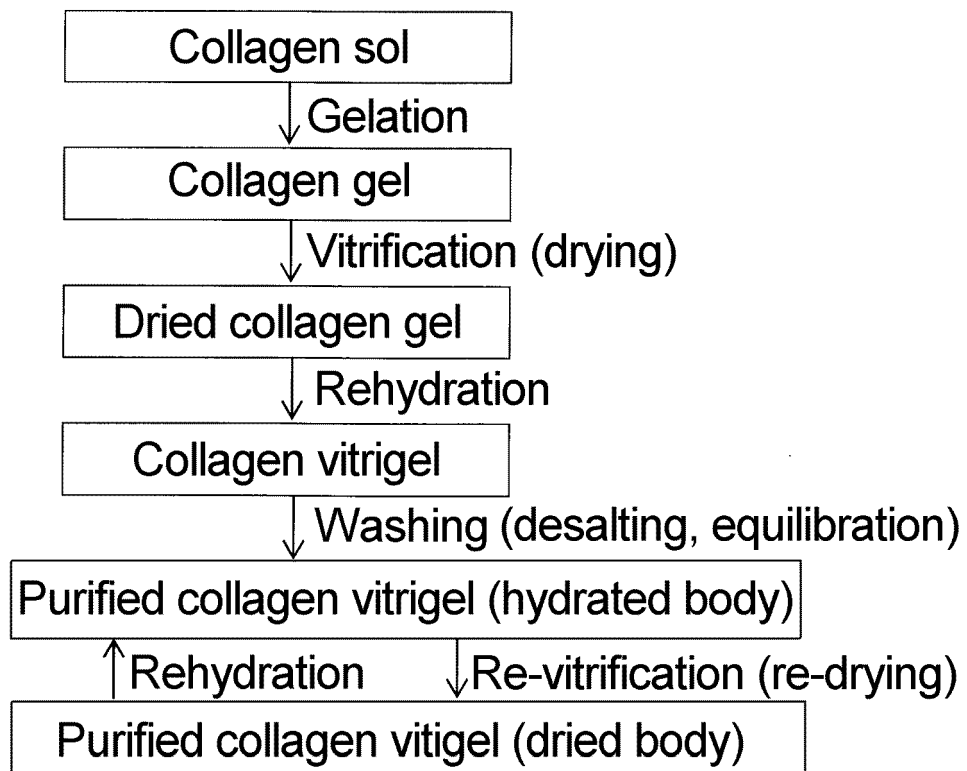 Collagen sol
Gelation
Collagen gel
Vitrification (drying)
Dried collagen gel
Rehydration
Collagen vitrigel
Washing (desalting, equilibration)
Purified collagen vitrigel (hydrated body)
Rehydration
Re-vitrification (re-drying)
Purified collagen vitigel (dried body)